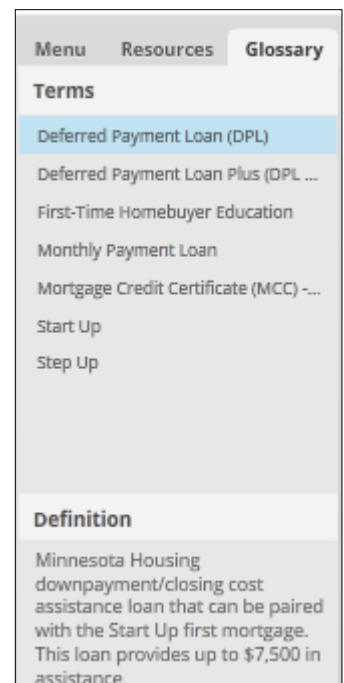 Menu Resources Glossary
Terms
Deferred Payment Loan (DPL)
Deferred Payment Loan Plus (DPL ...
First-Time Homebuyer Education
Monthly Payment Loan
Mortgage Credit Certificate (MCC) -...
Start Up
Step Up
Definition
Minnesota Housing
downpayment/closing cost
assistance loan that can be paired
with the Start Up first mortgage.
This loan provides up to $7,500 in
assistance.